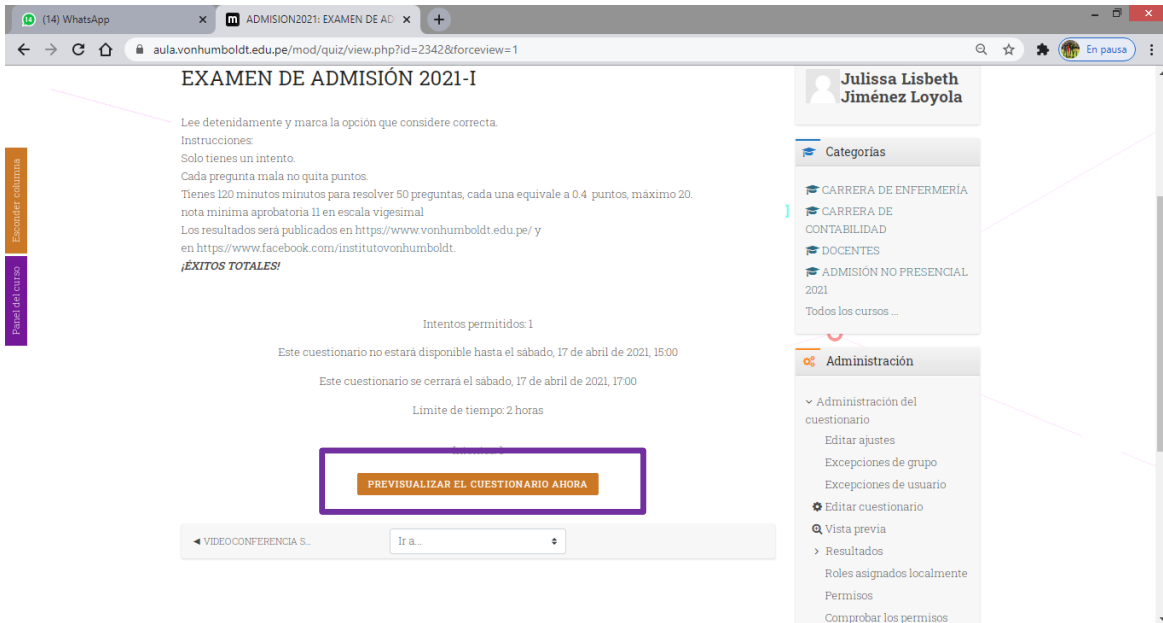 (14) WhatsApp
ADMISION2021: EXAMEN DE AD
aula.vonhumboldt.edu.pe/mod/quiz/view.php?id=2342&forceview=1
En pausa
Esconder columna
Panel del curso
EXAMEN DE ADMISIÓN 2021-I
Lee detenidamente y marca la opción que considere correcta.
Instrucciones:
Solo tienes un intento.
Cada pregunta mala no quita puntos.
Tienes 120 minutos minutos para resolver 50 preguntas, cada una equivale a 0.4 puntos, máximo 20.
nota minima aprobatoria 11 en escala vigesimal
Los resultados será publicados en https://www.vonhumboldt.edu.pe/ y
en https://www.facebook.com/institutovonhumboldt.
¡ÉXITOS TOTALES!
Intentos permitidos: 1
Este cuestionario no estará disponible hasta el sábado, 17 de abril de 2021, 15:00
Este cuestionario se cerrará el sábado, 17 de abril de 2021, 17:00
Límite de tiempo: 2 horas
PREVISUALIZAR EL CUESTIONARIO AHORA
◄ VIDEOCONFERENCIA S...
Ir a...
Julissa Lisbeth
Jiménez Loyola
Categorías
CARRERA DE ENFERMERÍA
CARRERA DE
CONTABILIDAD
DOCENTES
ADMISIÓN NO PRESENCIAL
2021
Todos los cursos ...
Administración
Administración del
cuestionario
Editar ajustes
Excepciones de grupo
Excepciones de usuario
Editar cuestionario
Vista previa
Resultados
Roles asignados localmente
Permisos
Comprobar los permisos